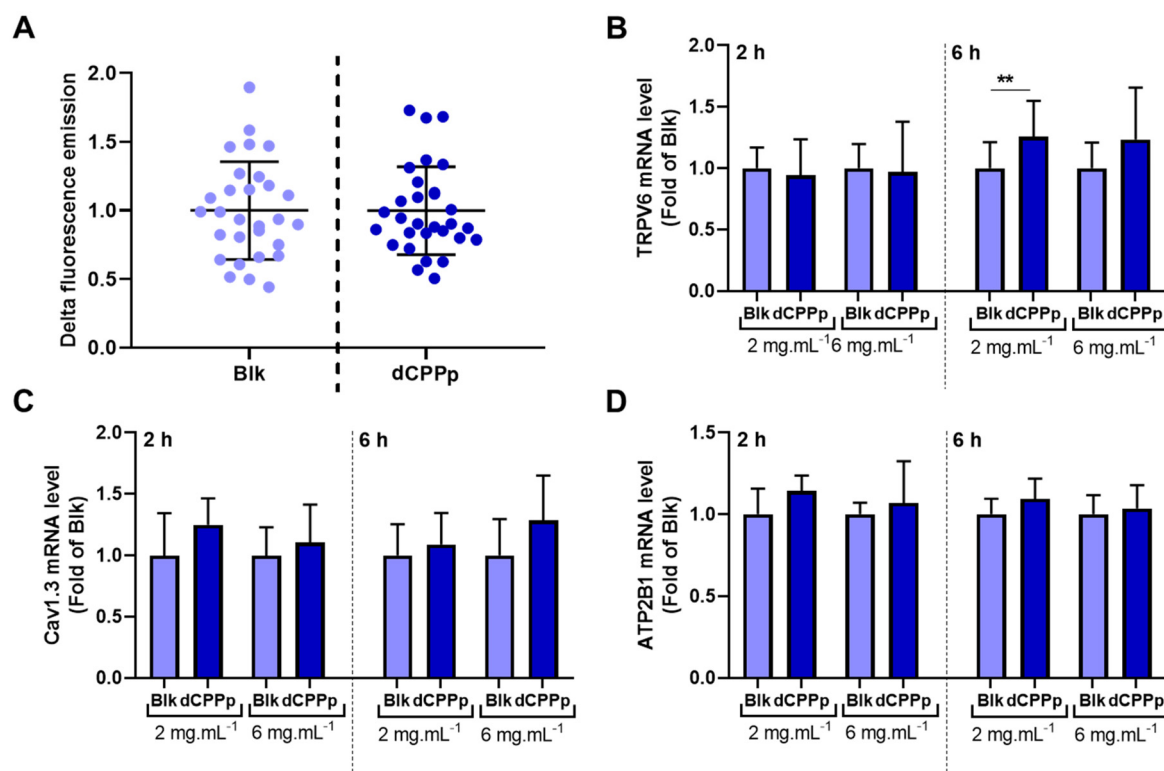 A
Delta fluorescence emission
2.0
1.5
1.0
0.5
0.0
Blk
dCPPp
B
TRPV6 mRNA level
(Fold of Blk)
2.0
1.5
1.0
0.5
0.0
2 h
6 h
**
Blk dCPPp Blk dCPPp Blk dCPPp Blk dCPPp
2 mg.mL⁻¹ 6 mg.mL⁻¹ 2 mg.mL⁻¹ 6 mg.mL⁻¹
C
Cav1.3 mRNA level
(Fold of Blk)
2.0
1.5
1.0
0.5
0.0
2 h
6 h
Blk dCPPp Blk dCPPp Blk dCPPp Blk dCPPp
2 mg.mL⁻¹ 6 mg.mL⁻¹ 2 mg.mL⁻¹ 6 mg.mL⁻¹
D
ATP2B1 mRNA level
(Fold of Blk)
1.5
1.0
0.5
0.0
2 h
6 h
Blk dCPPp Blk dCPPp Blk dCPPp Blk dCPPp
2 mg.mL⁻¹ 6 mg.mL⁻¹ 2 mg.mL⁻¹ 6 mg.mL⁻¹